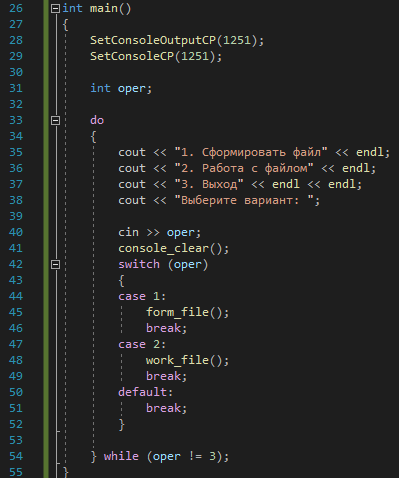 26 int main()
27 {
28 SetConsoleOutputCP(1251);
29 SetConsoleCP(1251);
30
31 int oper;
32
33 do
34 {
35 cout << "1. Сформировать файл" << endl;
36 cout << "2. Работа с файлом" << endl;
37 cout << "3. Выход" << endl << endl;
38 cout << "Выберите вариант: ";
39
40 cin >> oper;
41 console_clear();
42 switch (oper)
43 {
44 case 1:
45 form_file();
46 break;
47 case 2:
48 work_file();
49 break;
50 default:
51 break;
52 }
53
54 } while (oper != 3);
55 }